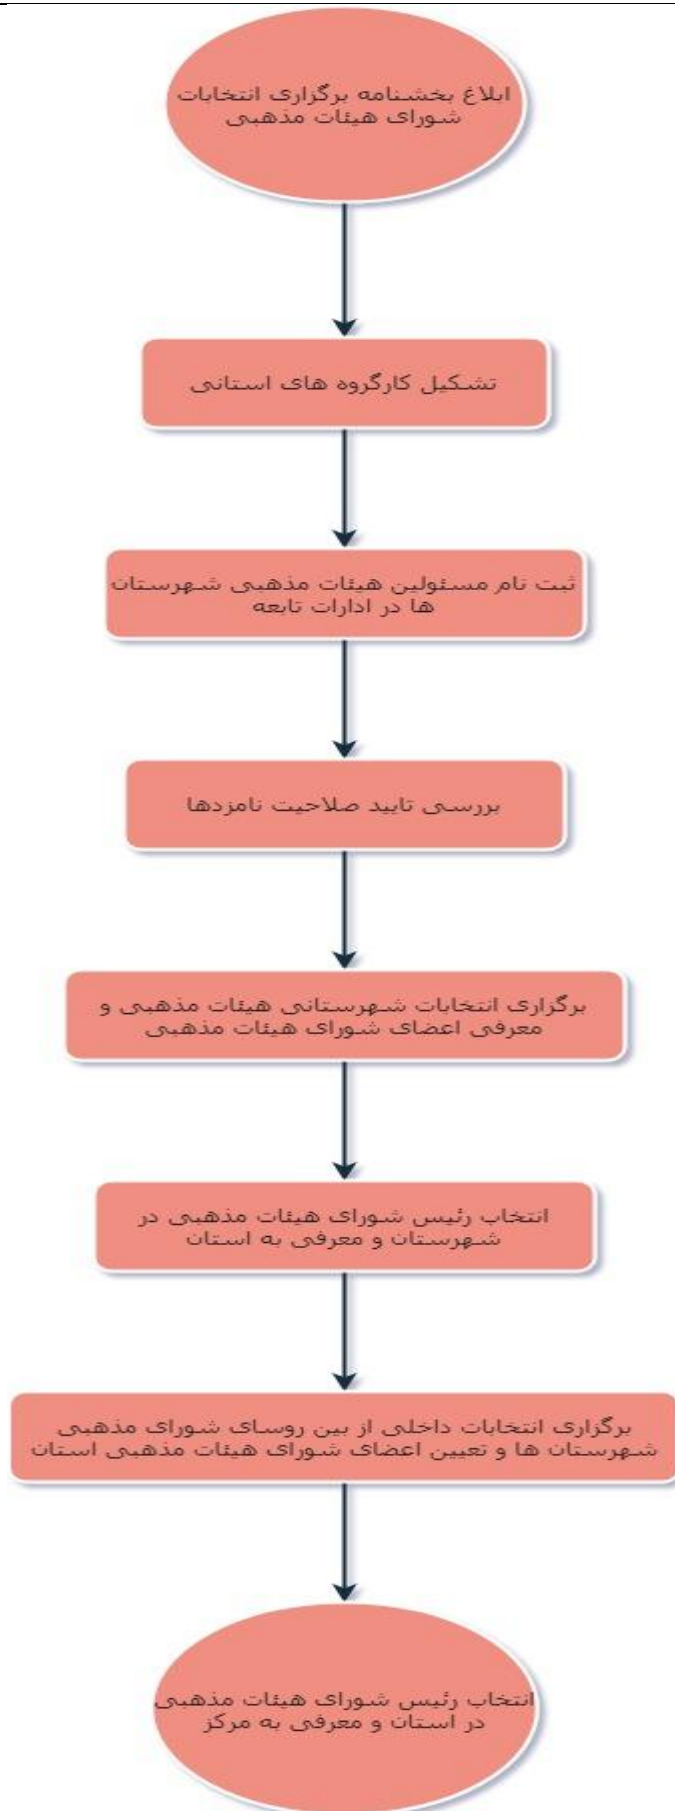 ابلاغ بخشنامه برگزاری انتخابات
شورای هیئات مذهبی
تشکیل کارگروه های استانی
ثبت نام مسئولین هیئات مذهبی شهرستان
ها در ادارات تابعه
بررسی تایید صلاحیت نامزدها
برگزاری انتخابات شهرستانی هیئات مذهبی و
معرفی اعضای شورای هیئات مذهبی
انتخاب رئیس شورای هیئات مذهبی در
شهرستان و معرفی به استان
برگزاری انتخابات داخلی از بین روسای شورای مذهبی
شهرستان ها و تعیین اعضای شورای هیئات مذهبی استان
انتخاب رئیس شورای هیئات مذهبی
در استان و معرفی به مرکز